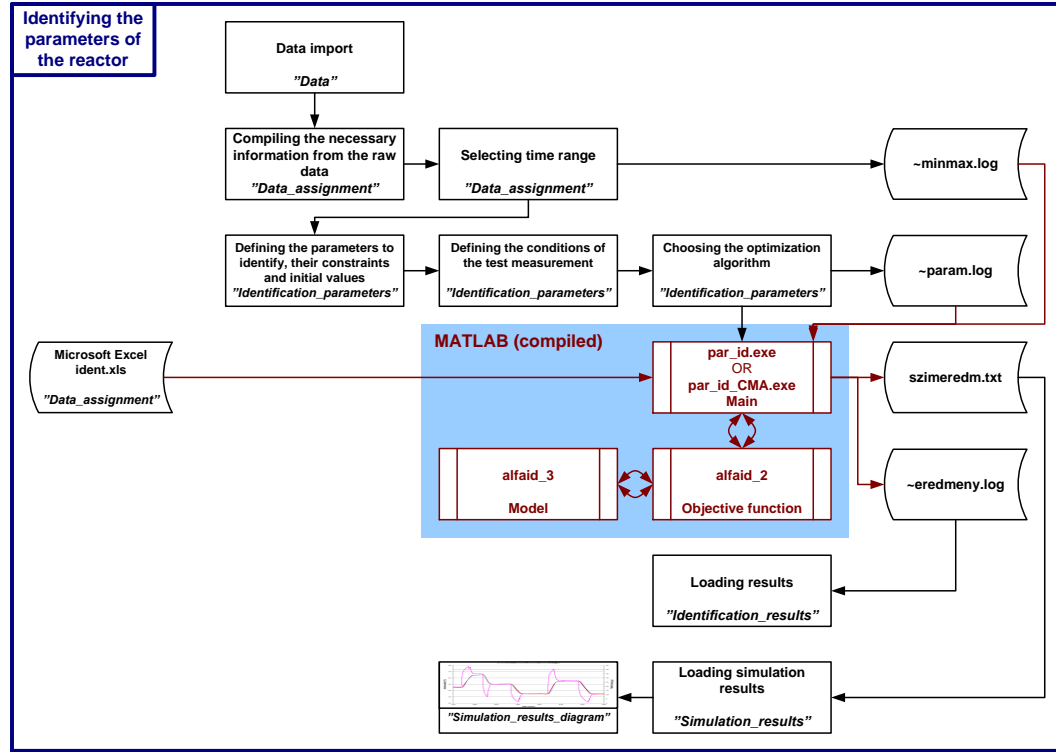 Identifying the
parameters of
the reactor
Data import
”Data”
Compiling the necessary
information from the raw
data
”Data_assignment”
Selecting time range
”Data_assignment”
~minmax.log
Defining the parameters to
identify, their constraints
and initial values
”Identification_parameters”
Defining the conditions of
the test measurement
”Identification_parameters”
Choosing the optimization
algorithm
”Identification_parameters”
~param.log
MATLAB (compiled)
Microsoft Excel
ident.xls
”Data_assignment”
par_id.exe
OR
par_id_CMA.exe
Main
szimeredm.txt
alfaid_3
Model
alfaid_2
Objective function
~eredmeny.log
Loading results
”Identification_results”
”Simulation_results_diagram”
Loading simulation
results
”Simulation_results”